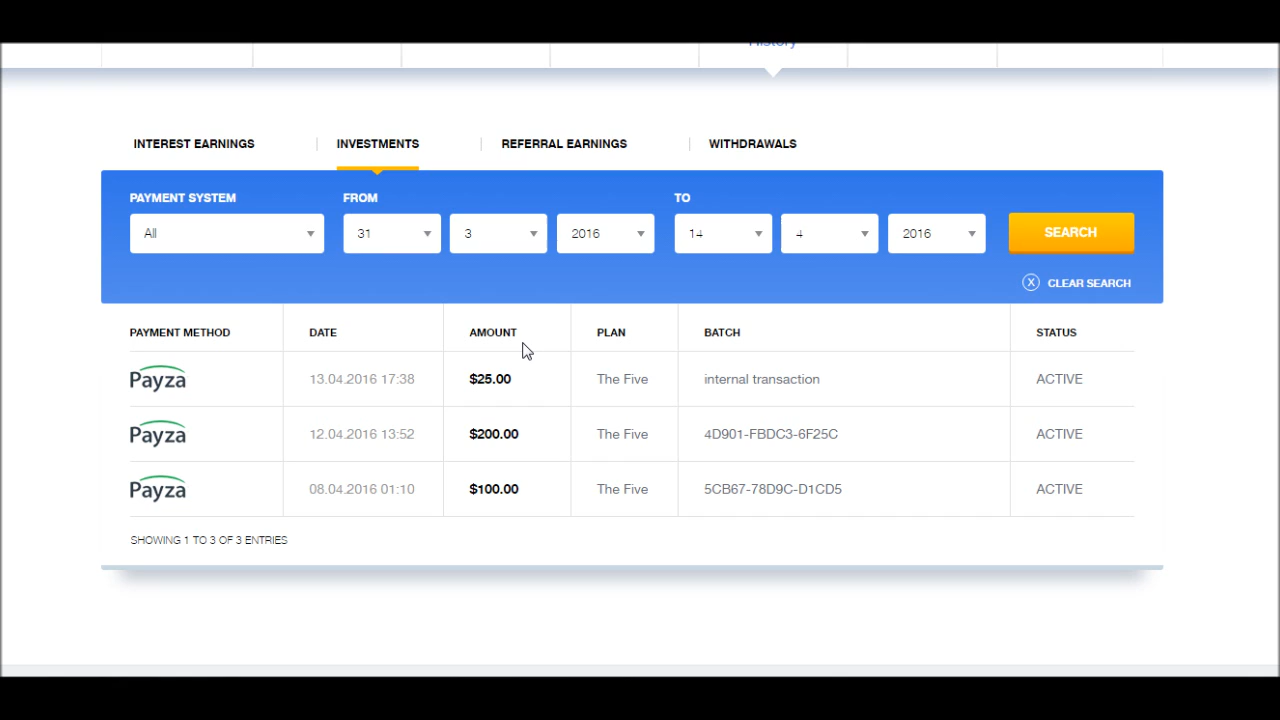 History
INTEREST EARNINGS INVESTMENTS REFERRAL EARNINGS WITHDRAWALS
PAYMENT SYSTEM FROM TO
All 31 3 2016 14 4 2016 SEARCH
X CLEAR SEARCH
PAYMENT METHOD DATE AMOUNT PLAN BATCH STATUS
Payza 13.04.2016 17:38 $25.00 The Five internal transaction ACTIVE
Payza 12.04.2016 13:52 $200.00 The Five 4D901-FBDC3-6F25C ACTIVE
Payza 08.04.2016 01:10 $100.00 The Five 5CB67-78D9C-D1CD5 ACTIVE
SHOWING 1 TO 3 OF 3 ENTRIES